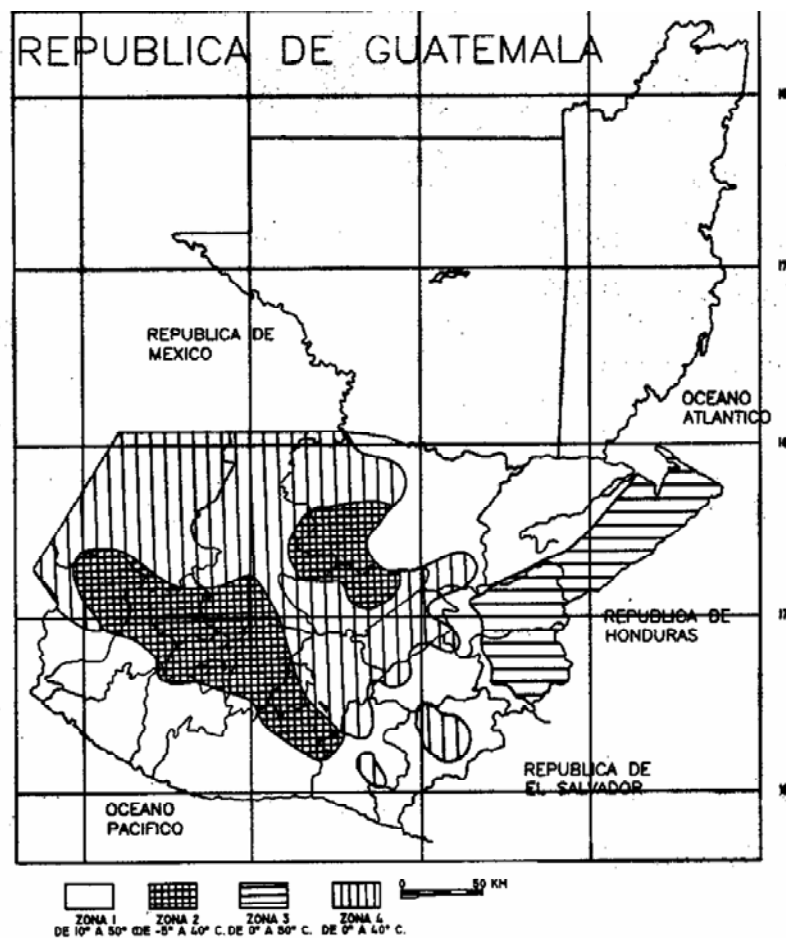 REPUBLICA DE GUATEMALA
REPUBLICA DE
MEXICO
OCEANO
ATLANTICO
REPUBLICA DE
HONDURAS
REPUBLICA DE
EL SALVADOR
OCEANO
PACIFICO
0 50 KM
ZONA 1 ZONA 2 ZONA 3 ZONA 4
DE 10° A 50° C DE -5° A 40° C. DE 0° A 50° C. DE 0° A 40° C.